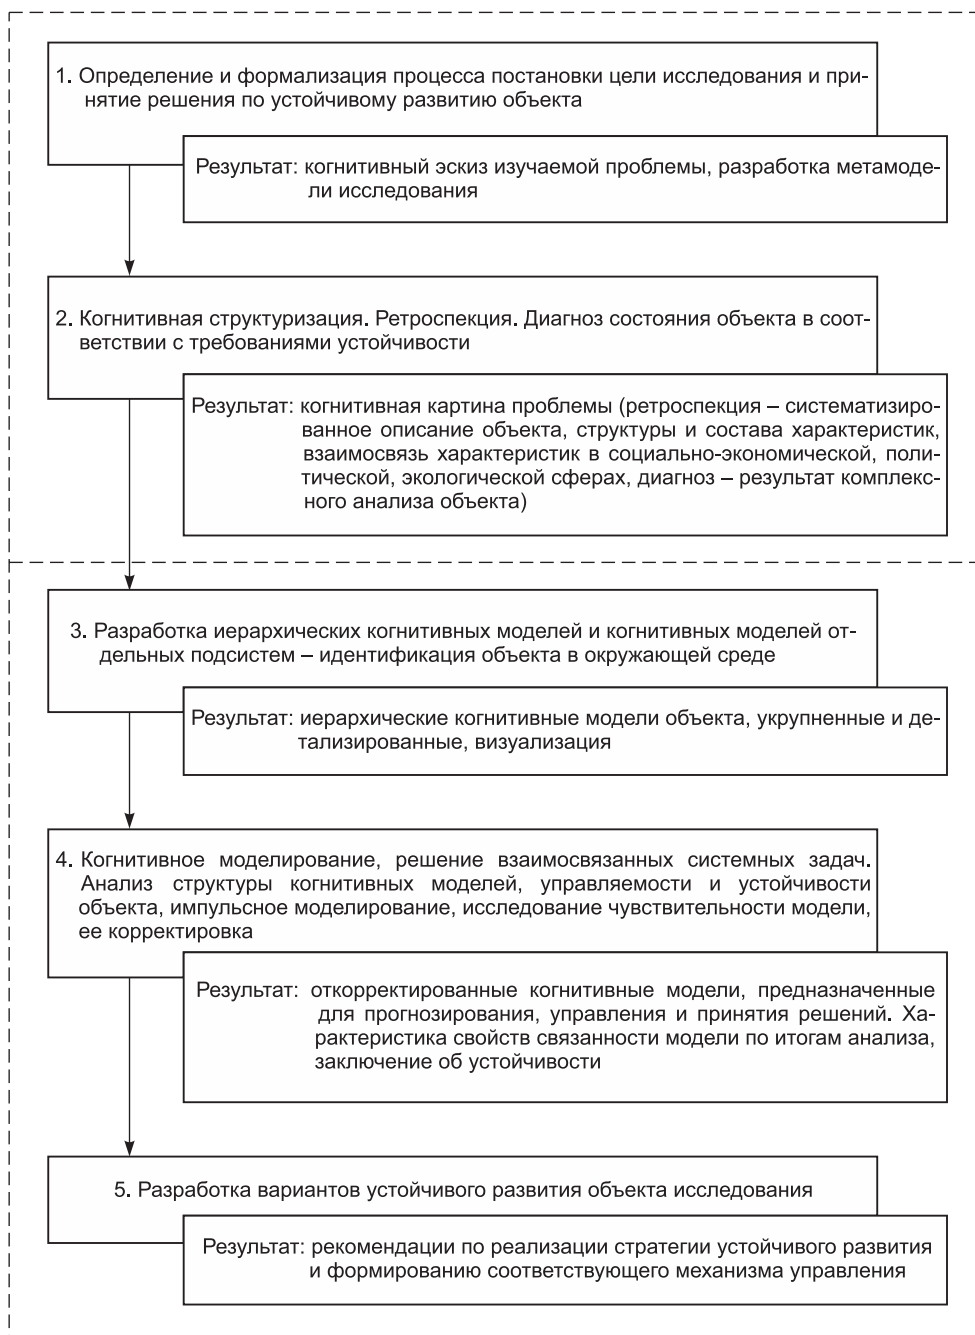 1. Определение и формализация процесса постановки цели исследования и при-
нятие решения по устойчивому развитию объекта
Результат: когнитивный эскиз изучаемой проблемы, разработка метамоде-
ли исследования
2. Когнитивная структуризация. Ретроспекция. Диагноз состояния объекта в соот-
ветствии с требованиями устойчивости
Результат: когнитивная картина проблемы (ретроспекция – систематизиро-
ванное описание объекта, структуры и состава характеристик,
взаимосвязь характеристик в социально-экономической, поли-
тической, экологической сферах, диагноз – результат комплекс-
ного анализа объекта)
3. Разработка иерархических когнитивных моделей и когнитивных моделей от-
дельных подсистем – идентификация объекта в окружающей среде
Результат: иерархические когнитивные модели объекта, укрупненные и де-
тализированные, визуализация
4. Когнитивное моделирование, решение взаимосвязанных системных задач.
Анализ структуры когнитивных моделей, управляемости и устойчивости
объекта, импульсное моделирование, исследование чувствительности модели,
ее корректировка
Результат: откорректированные когнитивные модели, предназначенные
для прогнозирования, управления и принятия решений. Ха-
рактеристика свойств связанности модели по итогам анализа,
заключение об устойчивости
5. Разработка вариантов устойчивого развития объекта исследования
Результат: рекомендации по реализации стратегии устойчивого развития
и формированию соответствующего механизма управления